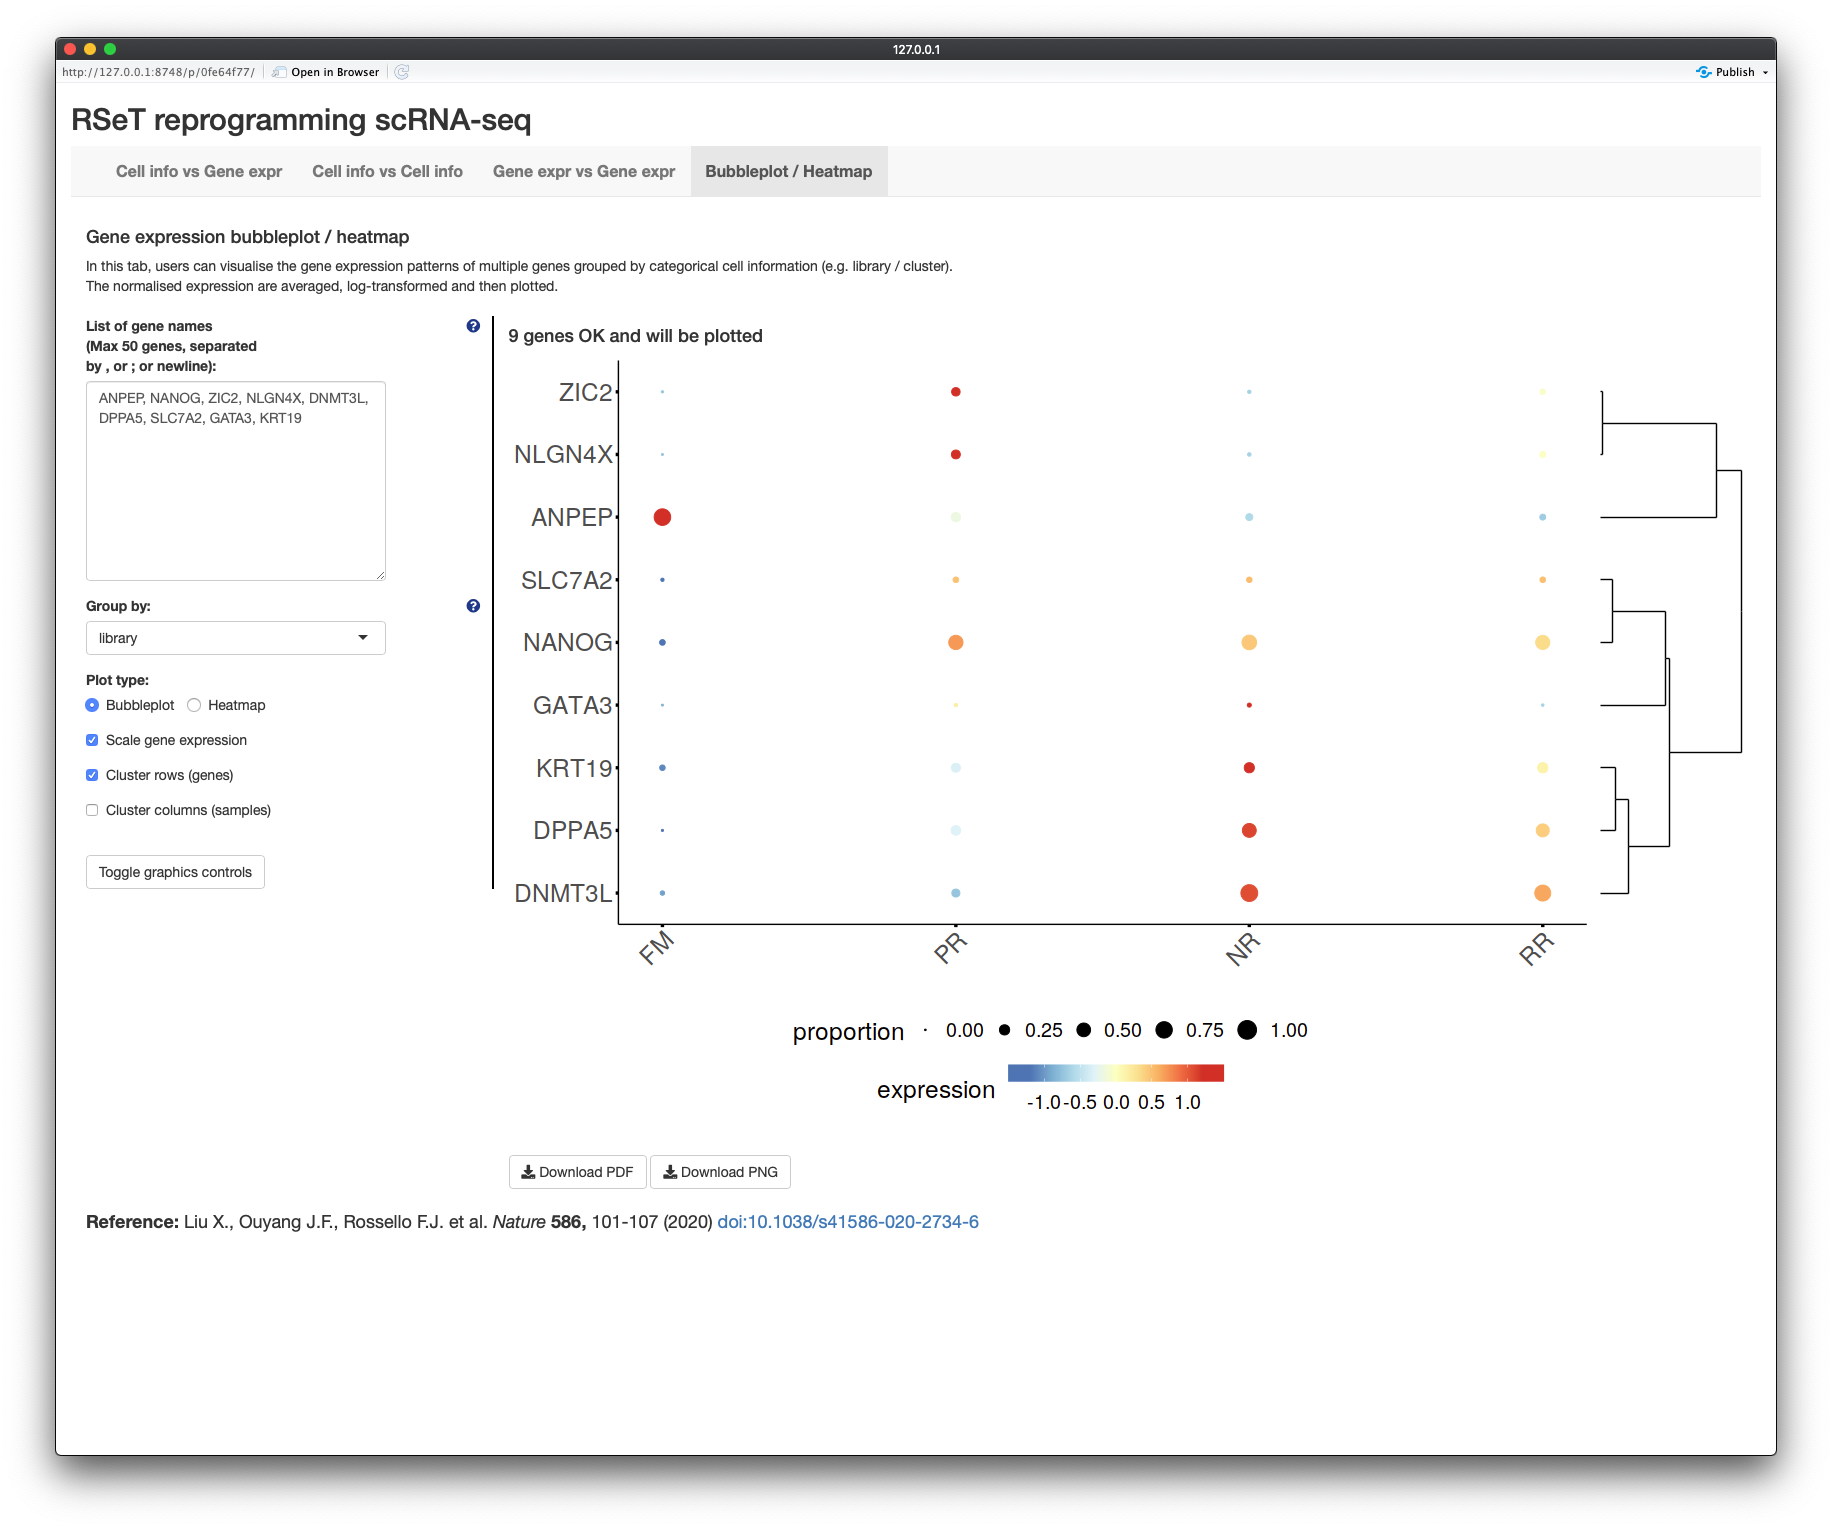 127.0.0.1
http://127.0.0.1:8748/p/0fe64f77/ Open in Browser Publish
RSeT reprogramming scRNA-seq
Cell info vs Gene expr Cell info vs Cell info Gene expr vs Gene expr Bubbleplot / Heatmap
Gene expression bubbleplot / heatmap
In this tab, users can visualise the gene expression patterns of multiple genes grouped by categorical cell information (e.g. library / cluster).
The normalised expression are averaged, log-transformed and then plotted.
List of gene names
(Max 50 genes, separated
by , or ; or newline):
?
ANPEP, NANOG, ZIC2, NLGN4X, DNMT3L,
DPPA5, SLC7A2, GATA3, KRT19
Group by:
?
library
Plot type:
Bubbleplot Heatmap
Scale gene expression
Cluster rows (genes)
Cluster columns (samples)
Toggle graphics controls
9 genes OK and will be plotted
ZIC2
NLGN4X
ANPEP
SLC7A2
NANOG
GATA3
KRT19
DPPA5
DNMT3L
FM PR NR RR
proportion 0.00 0.25 0.50 0.75 1.00
expression
-1.0 -0.5 0.0 0.5 1.0
Download PDF Download PNG
Reference: Liu X., Ouyang J.F., Rossello F.J. et al. Nature 586, 101-107 (2020) doi:10.1038/s41586-020-2734-6